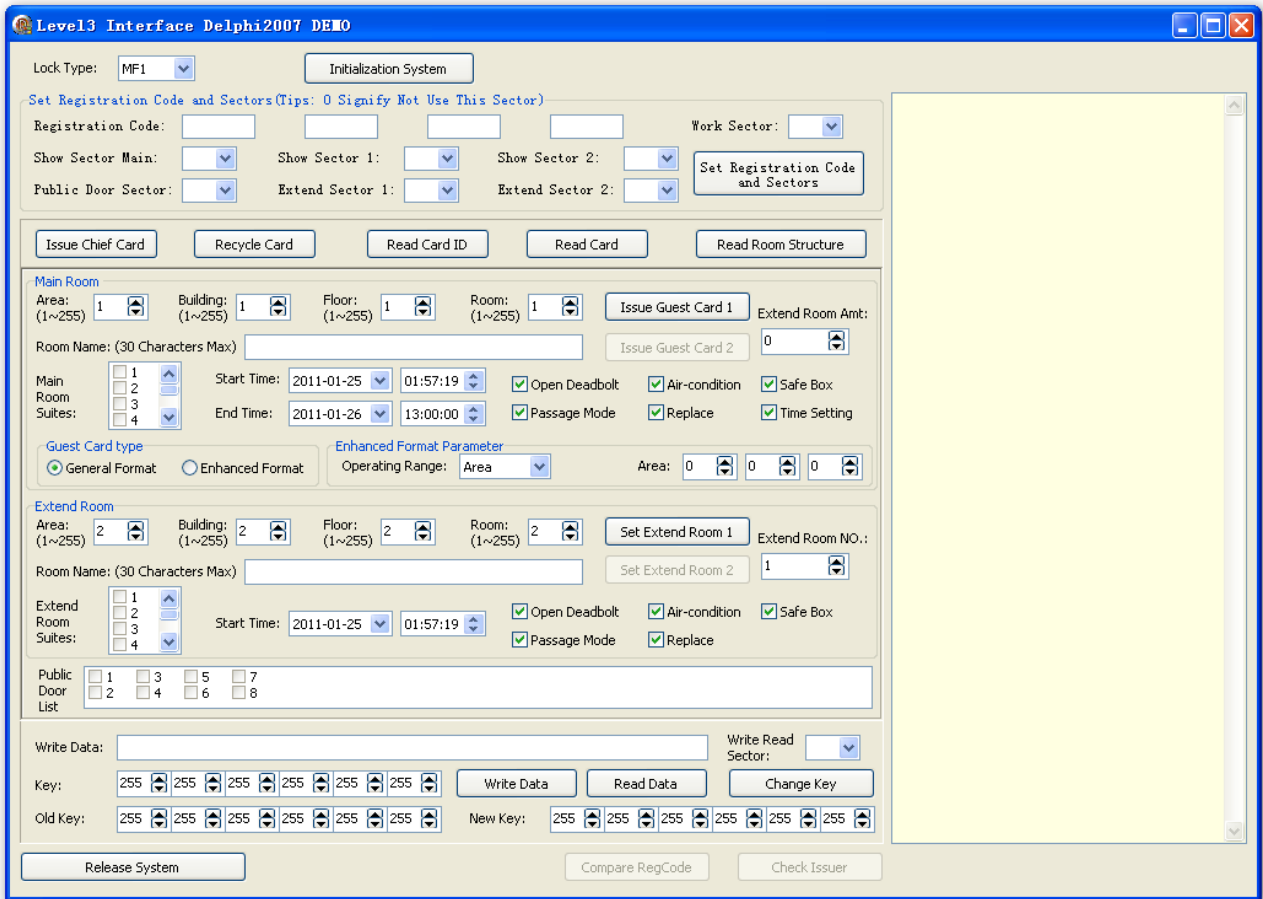 Level3 Interface Delphi2007 DEMO
Lock Type: MF1 Initialization System
Set Registration Code and Sectors(Tips: 0 Signify Not Use This Sector)
Registration Code: Work Sector:
Show Sector Main: Show Sector 1: Show Sector 2:
Set Registration Code
and Sectors
Public Door Sector: Extend Sector 1: Extend Sector 2:
Issue Chief Card Recycle Card Read Card ID Read Card Read Room Structure
Main Room
Area: 1 Building: 1 Floor: 1 Room: 1 Issue Guest Card 1 Extend Room Amt:
(1~255) (1~255) (1~255) (1~255)
Room Name: (30 Characters Max) Issue Guest Card 2 0
Main
Room
Suites:
1
2
3
4
Start Time: 2011-01-25 01:57:19 Open Deadbolt Air-condition Safe Box
End Time: 2011-01-26 13:00:00 Passage Mode Replace Time Setting
Guest Card type Enhanced Format Parameter
General Format Enhanced Format Operating Range: Area Area: 0 0 0
Extend Room
Area: 2 Building: 2 Floor: 2 Room: 2 Set Extend Room 1 Extend Room NO.:
(1~255) (1~255) (1~255) (1~255)
Room Name: (30 Characters Max) Set Extend Room 2 1
Extend
Room
Suites:
1
2
3
4
Start Time: 2011-01-25 01:57:19 Open Deadbolt Air-condition Safe Box
Passage Mode Replace
Public
Door
List
1 3 5 7
2 4 6 8
Write Data: Write Read
Sector:
Key: 255 255 255 255 255 255 Write Data Read Data Change Key
Old Key: 255 255 255 255 255 255 New Key: 255 255 255 255 255 255
Release System Compare RegCode Check Issuer